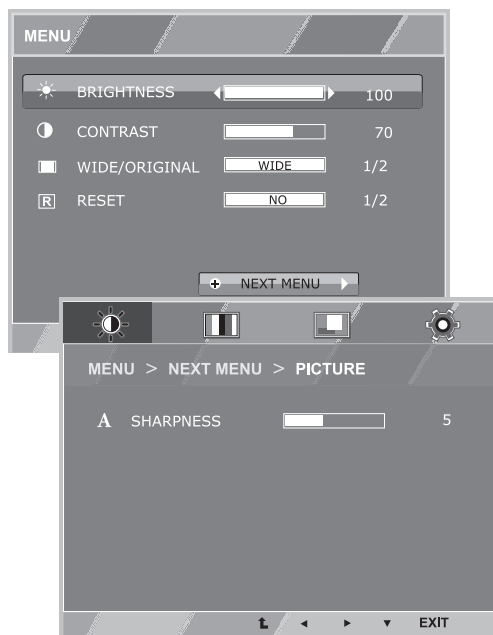 MENU
BRIGHTNESS 100
CONTRAST 70
WIDE/ORIGINAL WIDE 1/2
R RESET NO 1/2
NEXT MENU
MENU > NEXT MENU > PICTURE
A SHARPNESS 5
EXIT